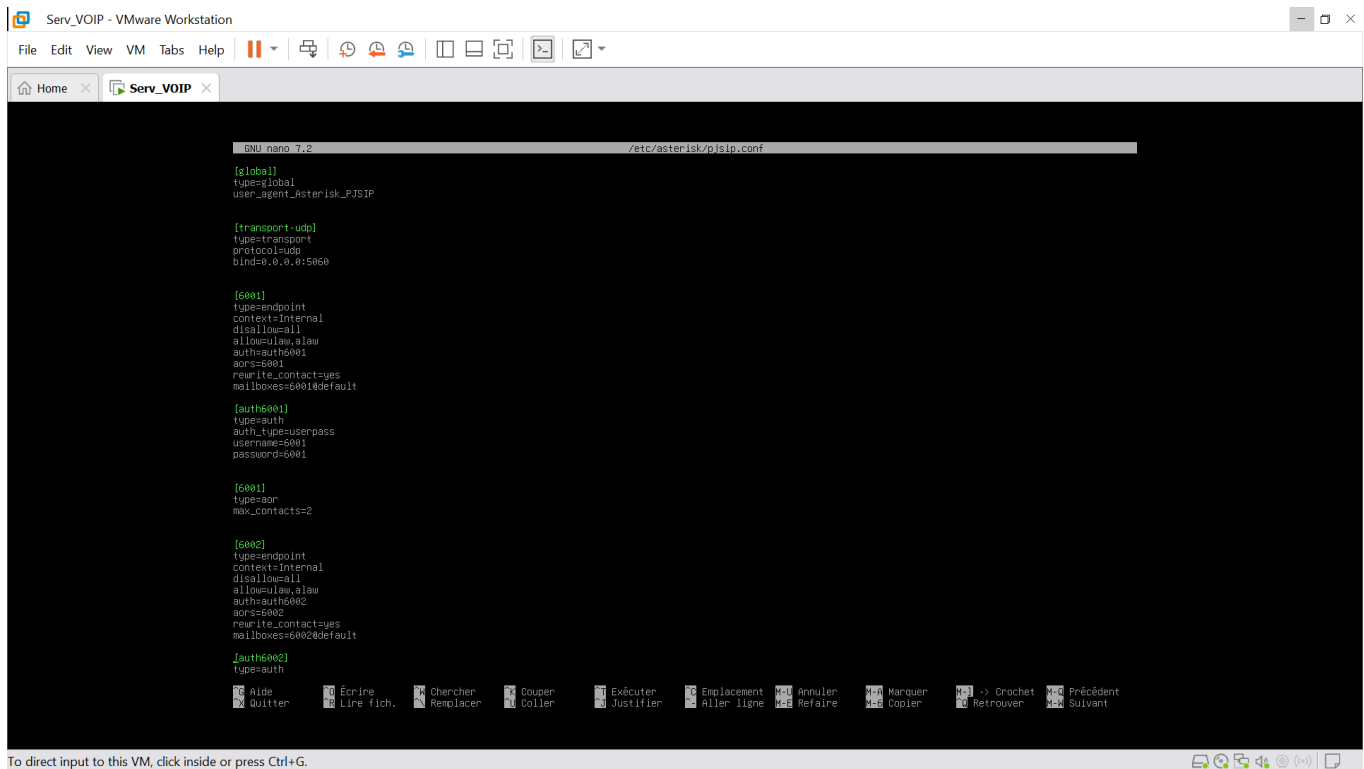 Serv_VOIP - VMware Workstation
File Edit View VM Tabs Help
Home
Serv_VOIP
GNU nano 7.2 /etc/asterisk/pjsip.conf
[global]
type=global
user_agent_Asterisk_PJSIP
[transport-udp]
type=transport
protocol=udp
bind=0.0.0.0:5060
[6001]
type=endpoint
context=Internal
disallow=all
allow=ulaw,alaw
auth=auth6001
aors=6001
rewrite_contact=yes
mailboxes=6001@default
[auth6001]
type=auth
auth_type=userpass
username=6001
password=6001
[6001]
type=aor
max_contacts=2
[6002]
type=endpoint
context=Internal
disallow=all
allow=ulaw,alaw
auth=auth6002
aors=6002
rewrite_contact=yes
mailboxes=6002@default
[auth6002]
type=auth
^G Aide ^O Écrire ^W Chercher ^K Couper ^T Exécuter ^C Emplacement M-U Annuler M-A Marquer M-] -> Crochet M-Q Précédent
^X Quitter ^R Lire fich. ^\ Remplacer ^U Coller ^J Justifier ^- Aller ligne M-E Refaire M-6 Copier ^Q Retrouver M-W Suivant
To direct input to this VM, click inside or press Ctrl+G.